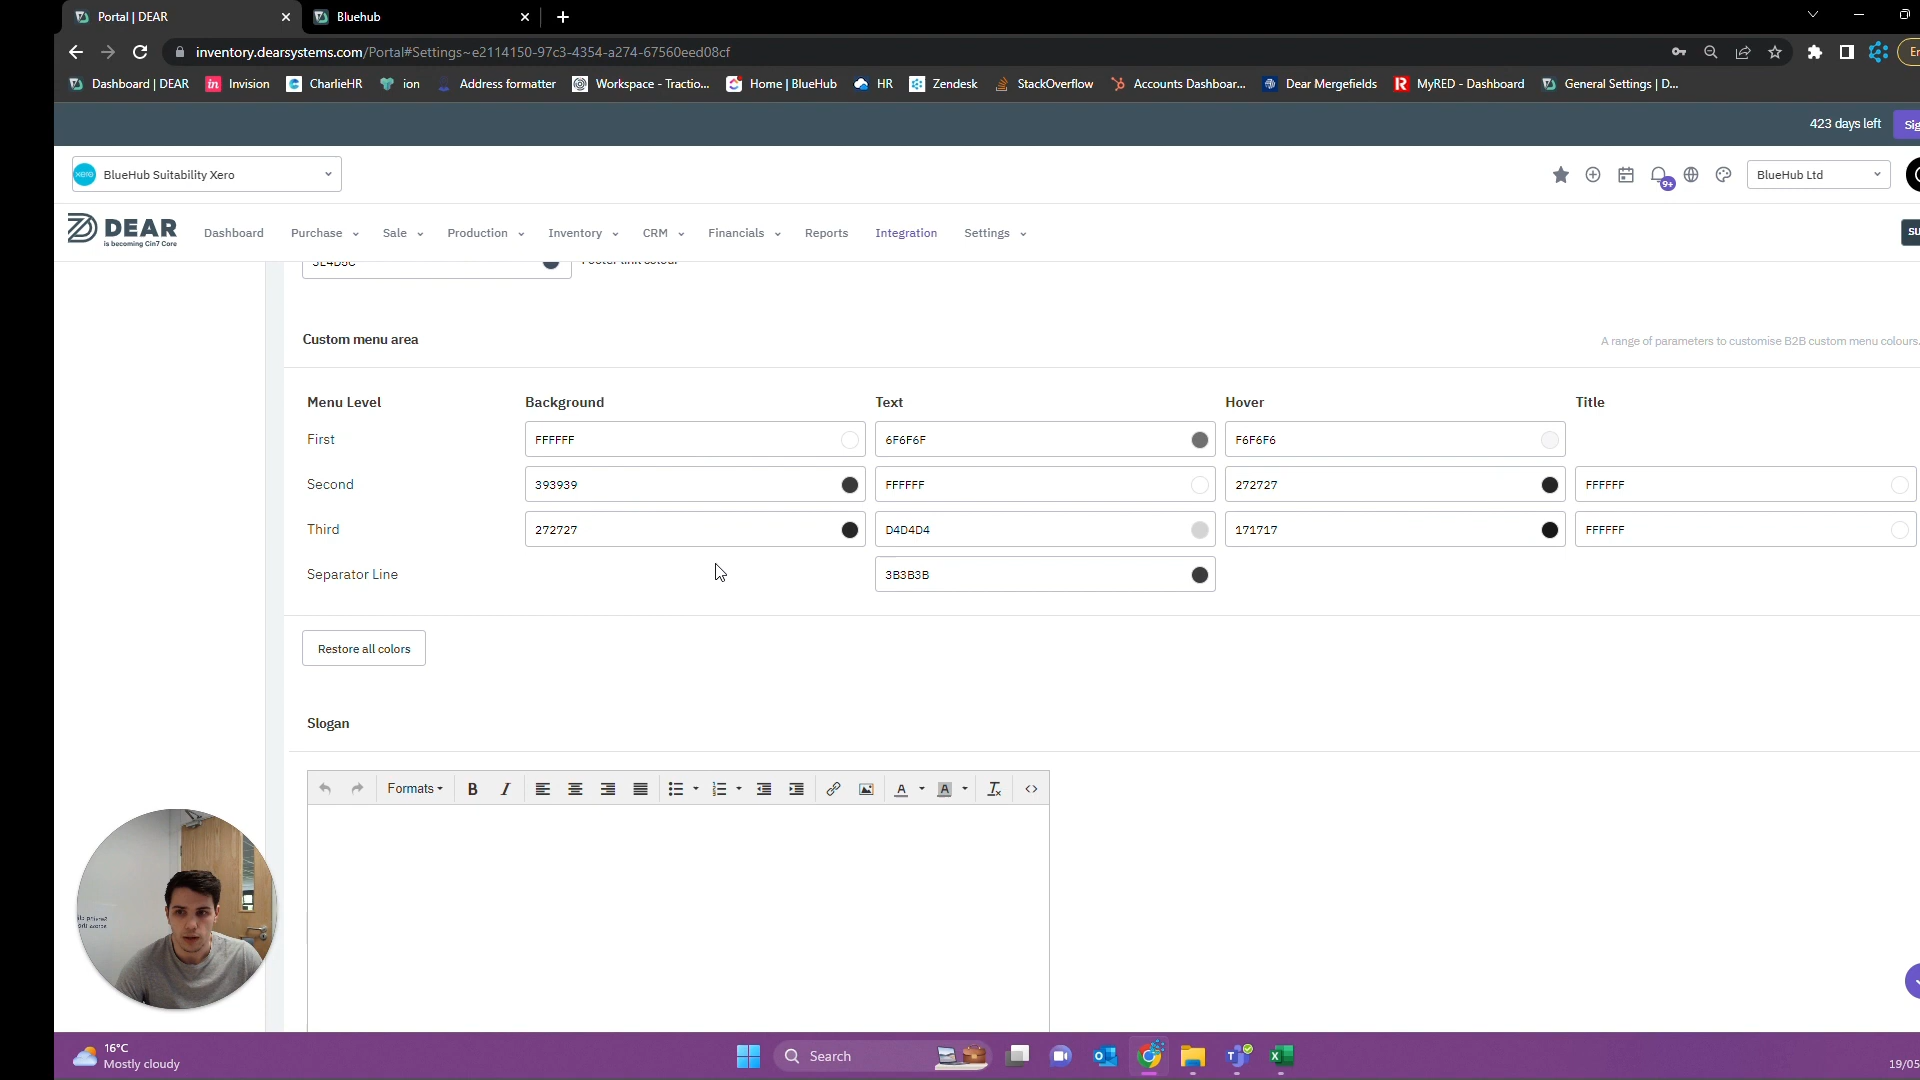 Portal | DEAR
Bluehub
inventory.dearsystems.com/Portal#Settings~e2114150-97c3-4354-a274-67560eed08cf
Dashboard | DEAR
Invision
CharlieHR
ion
Address formatter
Workspace - Tractio...
Home | BlueHub
HR
Zendesk
StackOverflow
Accounts Dashboar...
Dear Mergefields
MyRED - Dashboard
General Settings | D...
423 days left
Sig
xero
BlueHub Suitability Xero
9+
BlueHub Ltd
DEAR
is becoming Cin7 Core
Dashboard
Purchase
Sale
Production
Inventory
CRM
Financials
Reports
Integration
Settings
SU
Custom menu area
A range of parameters to customise B2B custom menu colours.
Menu Level Background Text Hover Title
First FFFFFF 6F6F6F F6F6F6
Second 393939 FFFFFF 272727 FFFFFF
Third 272727 D4D4D4 171717 FFFFFF
Separator Line 3B3B3B
Restore all colors
Slogan
Formats
16°C
Mostly cloudy
Search
19/05